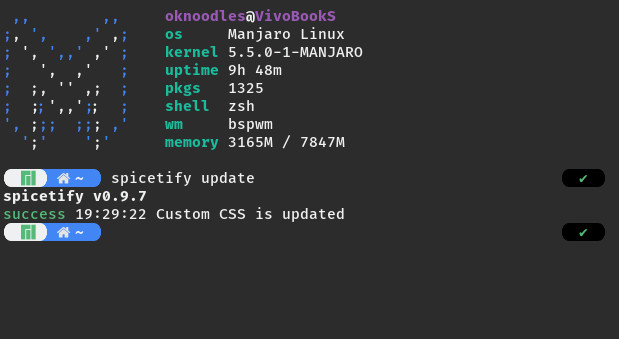 oknoodles@VivoBookS
os Manjaro Linux
kernel 5.5.0-1-MANJARO
uptime 9h 48m
pkgs 1325
shell zsh
wm bspwm
memory 3165M / 7847M
~ spicetify update ✔
spicetify v0.9.7
success 19:29:22 Custom CSS is updated
~ ✔